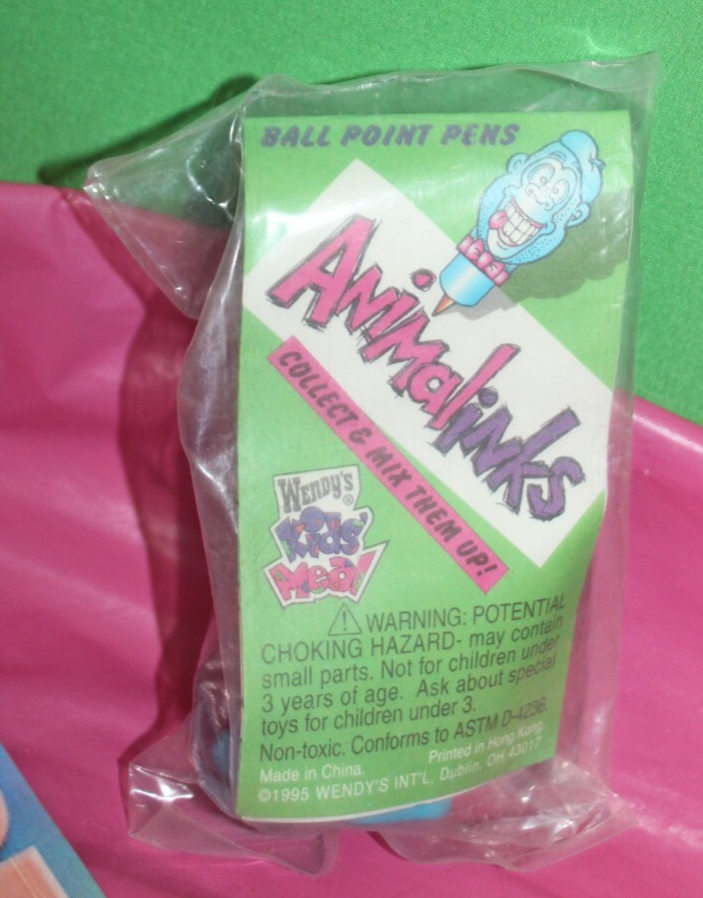 BALL POINT PENS
Animalinks
COLLECT & MIX THEM UP!
WENDY'S®
Kids'
Meal
⚠ WARNING: POTENTIAL
CHOKING HAZARD- may contain
small parts. Not for children under
3 years of age. Ask about special
toys for children under 3.
Non-toxic. Conforms to ASTM D-4236.
Made in China. Printed in Hong Kong.
©1995 WENDY'S INT'L, Dublin, OH 43017